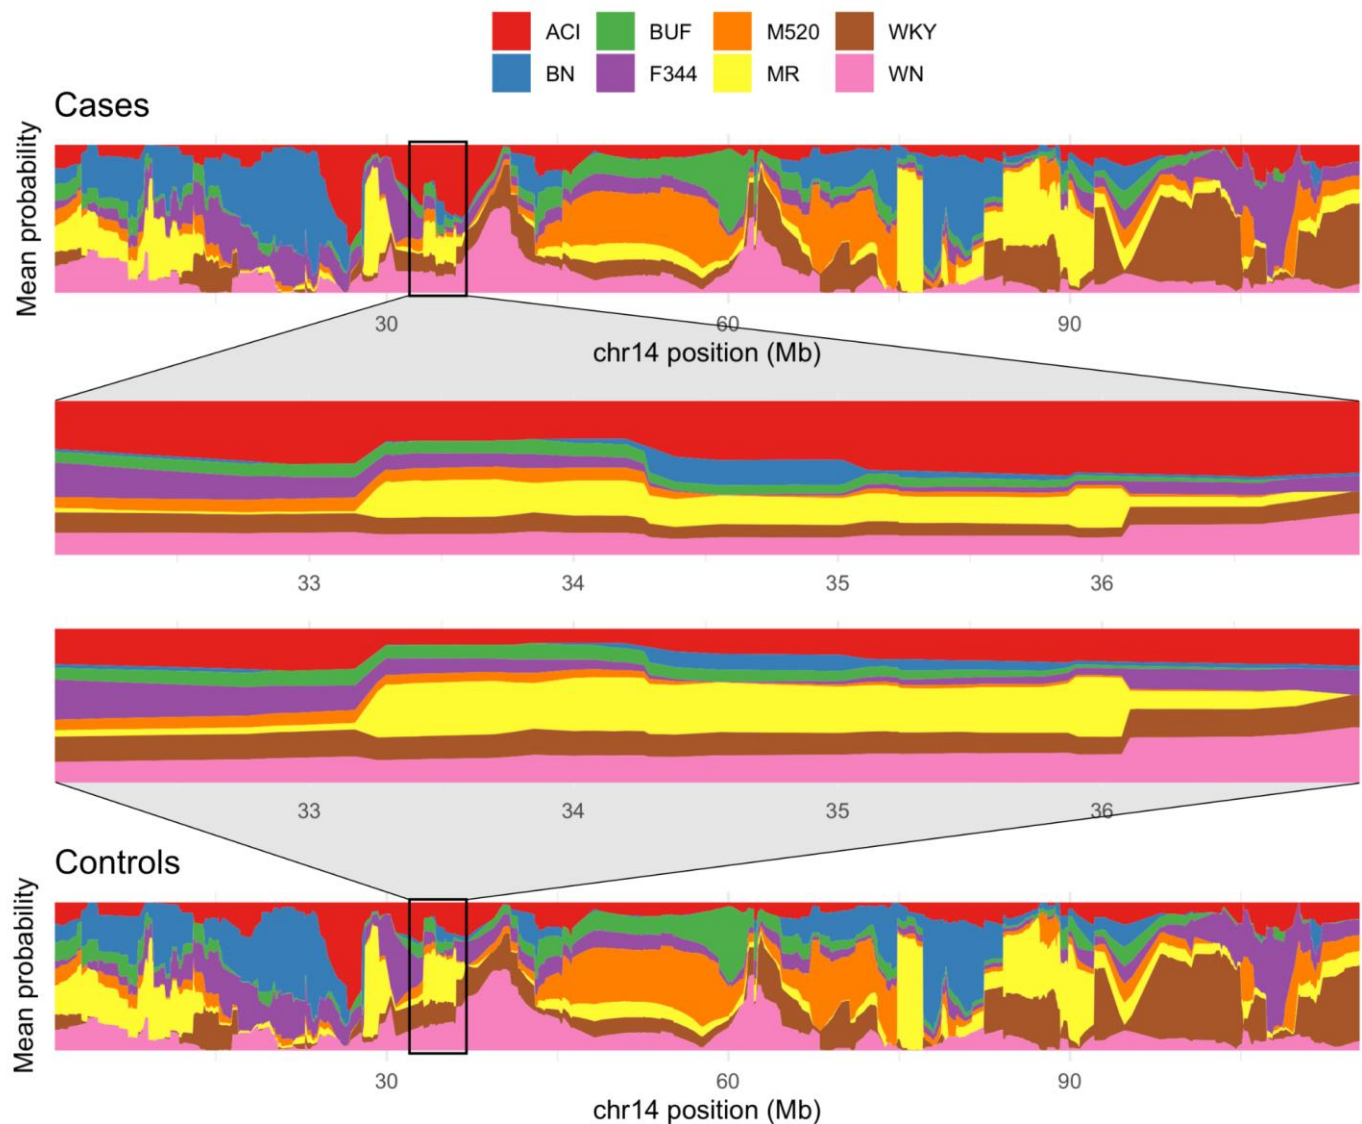 ACI BUF M520 WKY
BN F344 MR WN
Cases
Mean probability
30 60 90
chr14 position (Mb)
33 34 35 36
33 34 35 36
Controls
Mean probability
30 60 90
chr14 position (Mb)